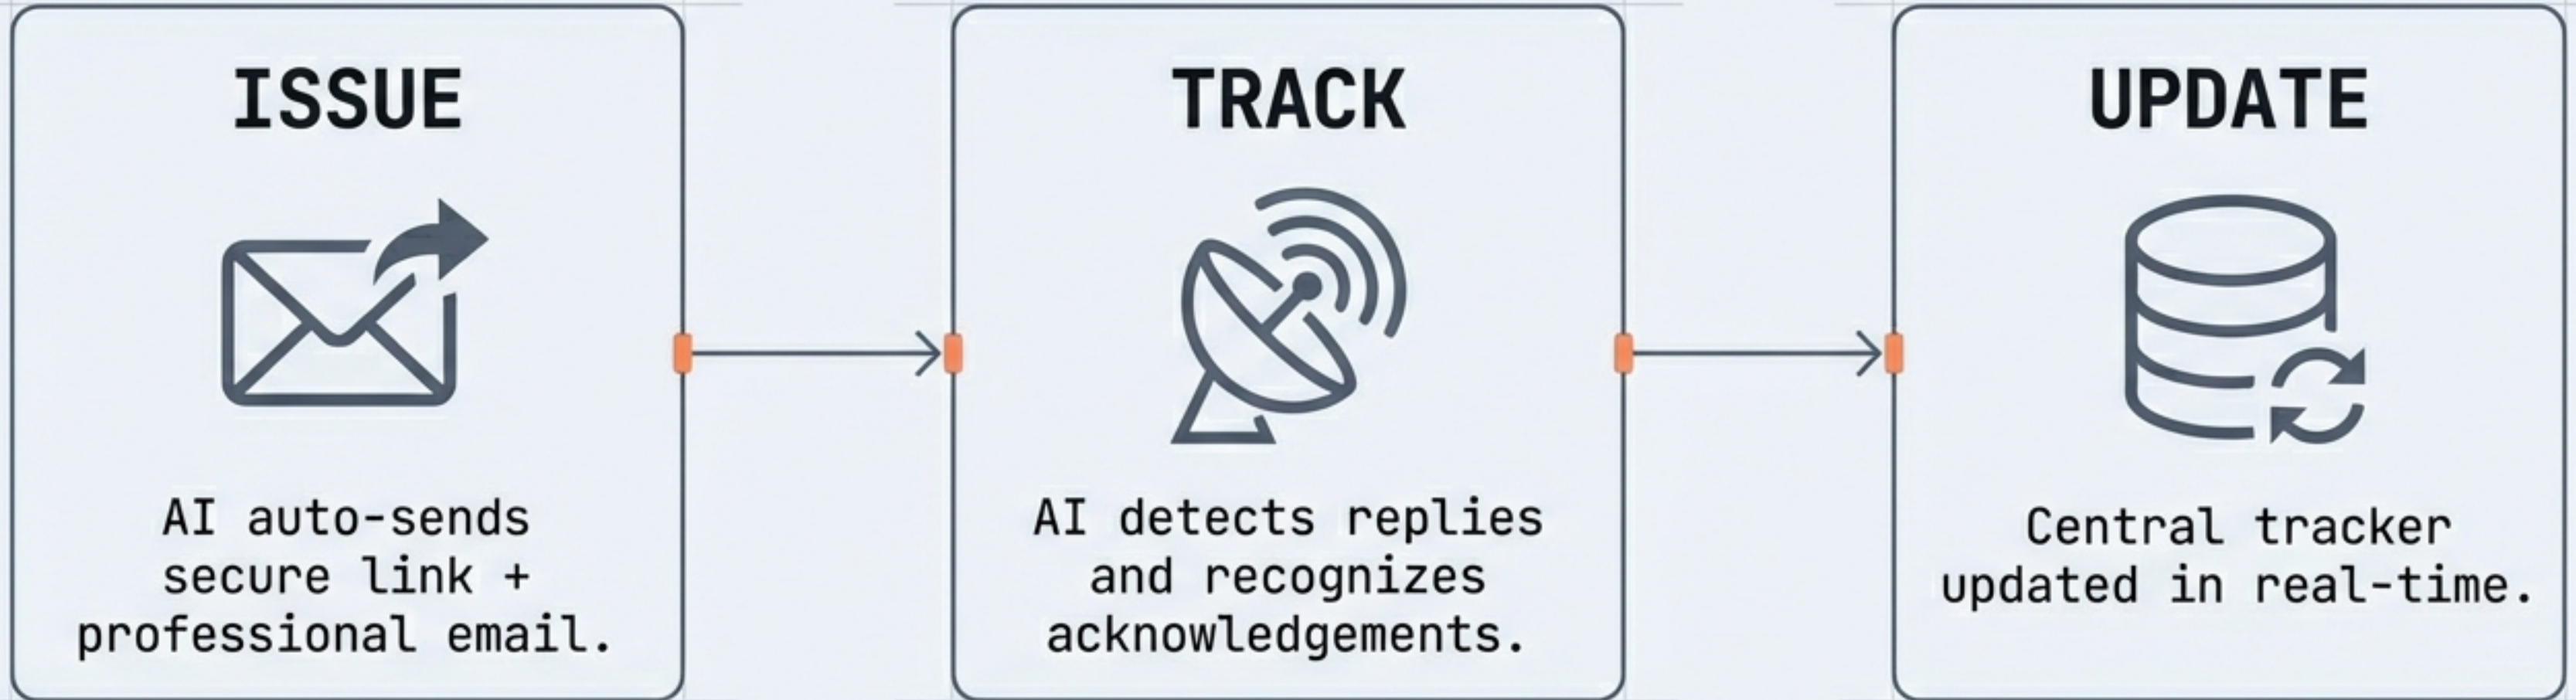 ISSUE
AI auto-sends
secure link +
professional email.
TRACK
AI detects replies
and recognizes
acknowledgements.
UPDATE
Central tracker
updated in real-time.